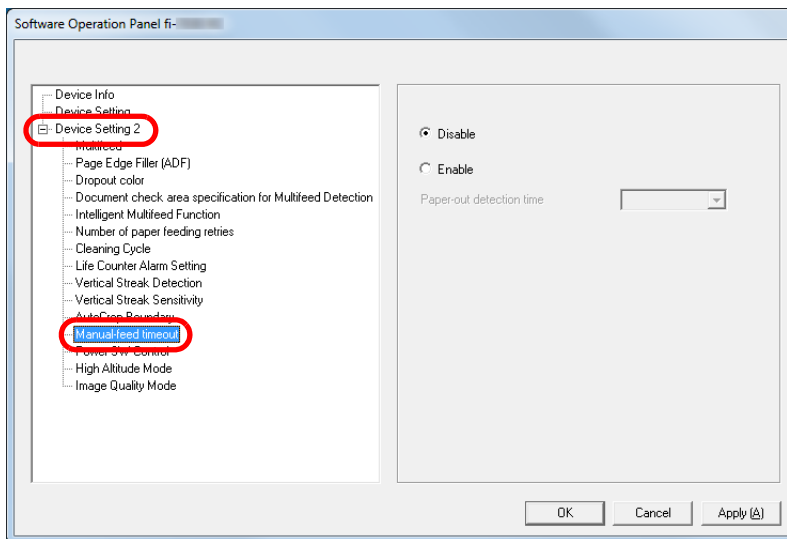 Software Operation Panel fi-
Device Info
Device Setting
Device Setting 2
Multifeed
Page Edge Filler (ADF)
Dropout color
Document check area specification for Multifeed Detection
Intelligent Multifeed Function
Number of paper feeding retries
Cleaning Cycle
Life Counter Alarm Setting
Vertical Streak Detection
Vertical Streak Sensitivity
AutoCrop Boundary
Manual-feed timeout
Power SW Control
High Altitude Mode
Image Quality Mode
Disable
Enable
Paper-out detection time
OK Cancel Apply (A)